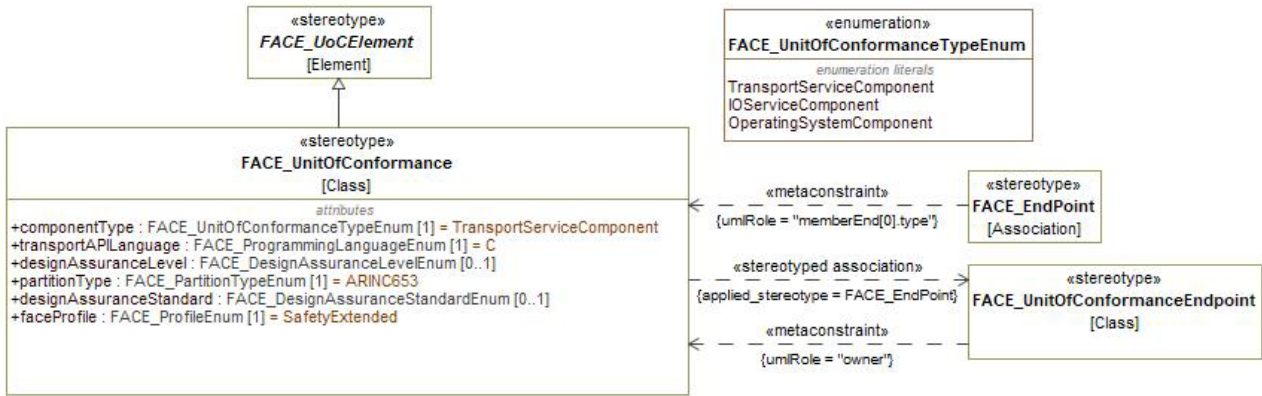 «stereotype»
FACE_UoCElement
[Element]
«enumeration»
FACE_UnitOfConformanceTypeEnum
enumeration literals
TransportServiceComponent
IOServiceComponent
OperatingSystemComponent
«stereotype»
FACE_UnitOfConformance
[Class]
attributes
+componentType : FACE_UnitOfConformanceTypeEnum [1] = TransportServiceComponent
+transportAPILanguage : FACE_ProgrammingLanguageEnum [1] = C
+designAssuranceLevel : FACE_DesignAssuranceLevelEnum [0..1]
+partitionType : FACE_PartitionTypeEnum [1] = ARINC653
+designAssuranceStandard : FACE_DesignAssuranceStandardEnum [0..1]
+faceProfile : FACE_ProfileEnum [1] = SafetyExtended
«metaconstraint»
{umlRole = "memberEnd[0].type"}
«stereotype»
FACE_EndPoint
[Association]
«stereotyped association»
{applied_stereotype = FACE_EndPoint}
«stereotype»
FACE_UnitOfConformanceEndpoint
[Class]
«metaconstraint»
{umlRole = "owner"}